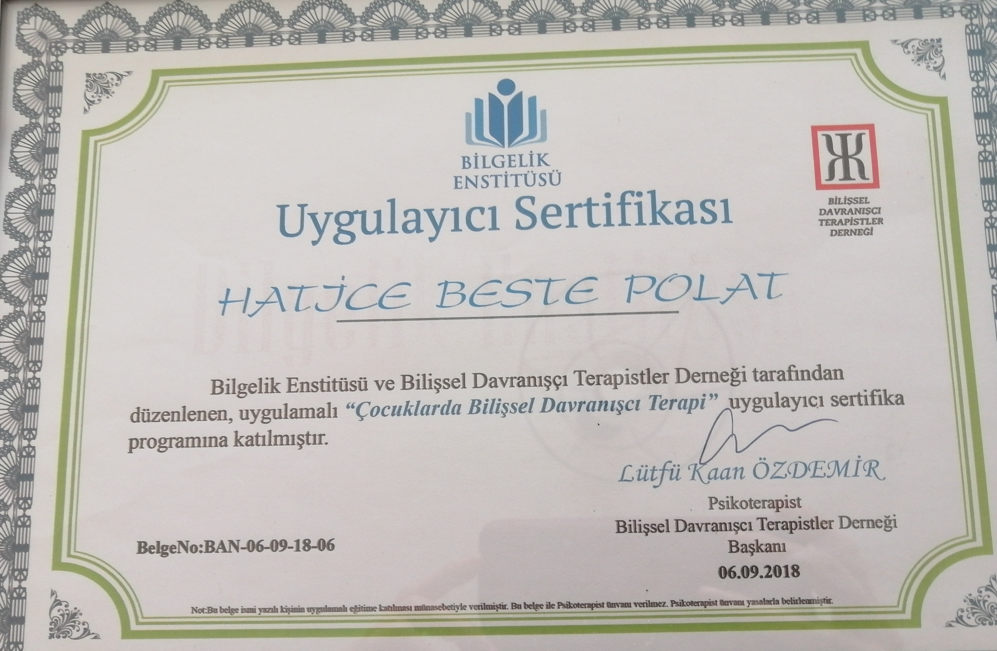 BİLGELİK
ENSTİTÜSÜ
BİLİŞSEL
DAVRANIŞCI
TERAPİSTLER
DERNEĞİ
Uygulayıcı Sertifikası
HATİCE BESTE POLAT
Bilgelik Enstitüsü ve Bilişsel Davranışçı Terapistler Derneği tarafından
düzenlenen, uygulamalı “Çocuklarda Bilişsel Davranışcı Terapi” uygulayıcı sertifika
programına katılmıştır.
Lütfü Kaan ÖZDEMİR
Psikoterapist
Bilişsel Davranışcı Terapistler Derneği
Başkanı
BelgeNo:BAN-06-09-18-06
06.09.2018
Not:Bu belge ismi yazılı kişinin uygulamalı eğitime katılması münasebetiyle verilmiştir. Bu belge ile Psikoterapist ünvanı verilmez. Psikoterapist ünvanı yasalarla belirlenmiştir.